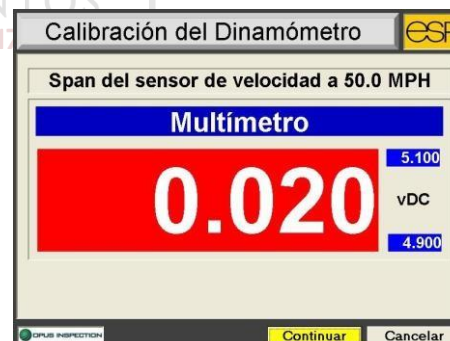 Calibración del Dinamómetro
Span del sensor de velocidad a 50.0 MPH
Multímetro
5.100
0.020
vDC
4.900
OPUS INSPECTION
Continuar
Cancelar